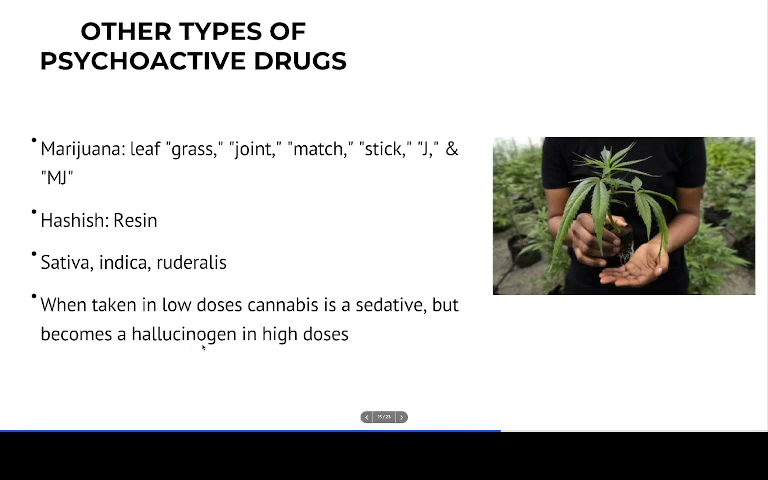 OTHER TYPES OF
PSYCHOACTIVE DRUGS
• Marijuana: leaf "grass," "joint," "match," "stick," "J," &
"MJ"
• Hashish: Resin
• Sativa, indica, ruderalis
• When taken in low doses cannabis is a sedative, but
becomes a hallucinogen in high doses